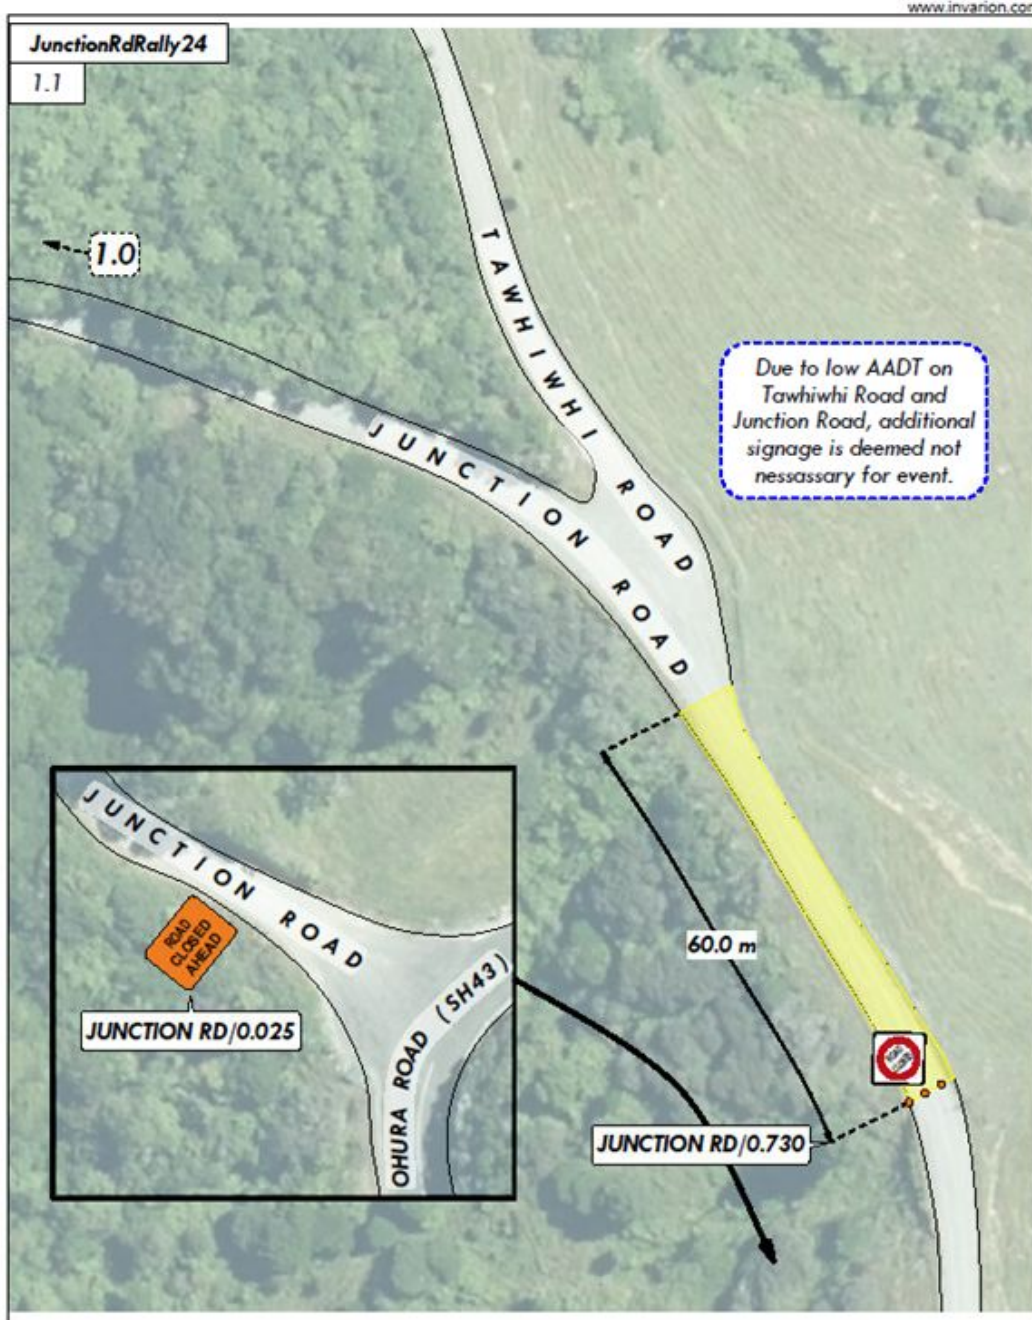 www.invarion.com
JunctionRdRally24
1.1
1.0
TAWHIWHI ROAD
JUNCTION ROAD
Due to low AADT on
Tawhiwhi Road and
Junction Road, additional
signage is deemed not
nessassary for event.
60.0 m
JUNCTION RD/0.730
ROAD
CLOSED
JUNCTION ROAD
ROAD
CLOSED
AHEAD
JUNCTION RD/0.025
OHURA ROAD (SH43)